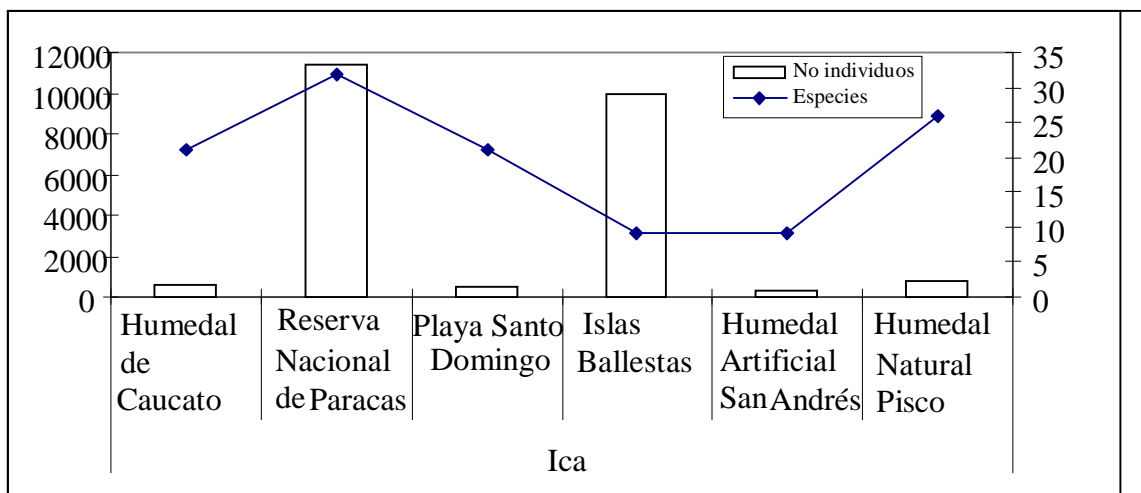 12000
10000
8000
6000
4000
2000
0
35
30
25
20
15
10
5
0
No individuos
Especies
Humedal
de
Caucato
Reserva
Nacional
de Paracas
Playa Santo
Domingo
Islas
Ballestas
Humedal
Artificial
San Andrés
Humedal
Natural
Pisco
Ica